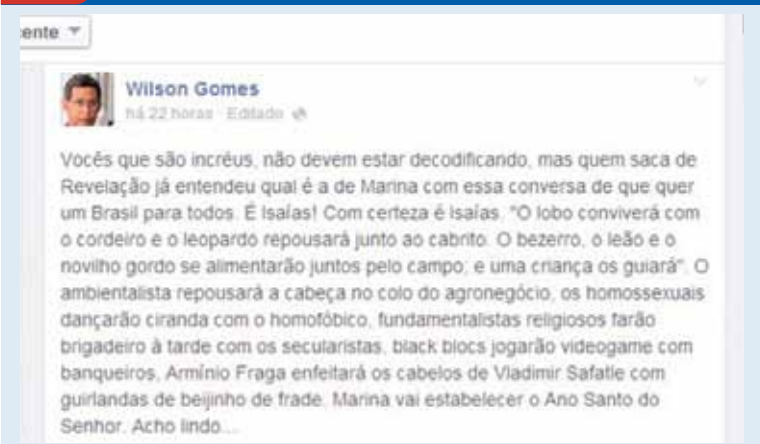 ente
Wilson Gomes
há 22 horas · Editado
Vocês que são incréus, não devem estar decodificando, mas quem saca de
Revelação já entendeu qual é a de Marina com essa conversa de que quer
um Brasil para todos. É Isaías! Com certeza é Isaías. "O lobo conviverá com
o cordeiro e o leopardo repousará junto ao cabrito. O bezerro, o leão e o
novilho gordo se alimentarão juntos pelo campo; e uma criança os guiará". O
ambientalista repousará a cabeça no colo do agronegócio, os homossexuais
dançarão ciranda com o homofóbico, fundamentalistas religiosos farão
brigadeiro à tarde com os secularistas, black blocs jogarão videogame com
banqueiros, Armínio Fraga enfeitará os cabelos de Vladimir Safatle com
guirlandas de beijinho de frade. Marina vai estabelecer o Ano Santo do
Senhor. Acho lindo...